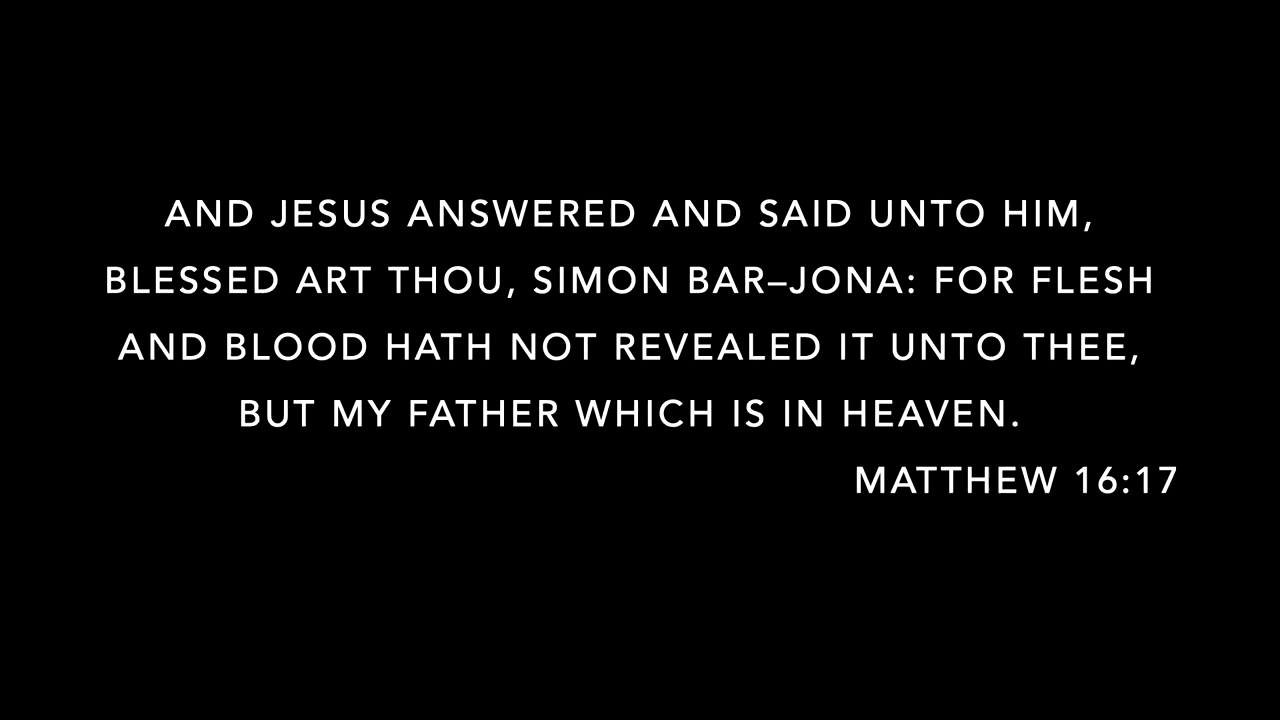 AND JESUS ANSWERED AND SAID UNTO HIM,
BLESSED ART THOU, SIMON BAR–JONA: FOR FLESH
AND BLOOD HATH NOT REVEALED IT UNTO THEE,
BUT MY FATHER WHICH IS IN HEAVEN.
MATTHEW 16:17